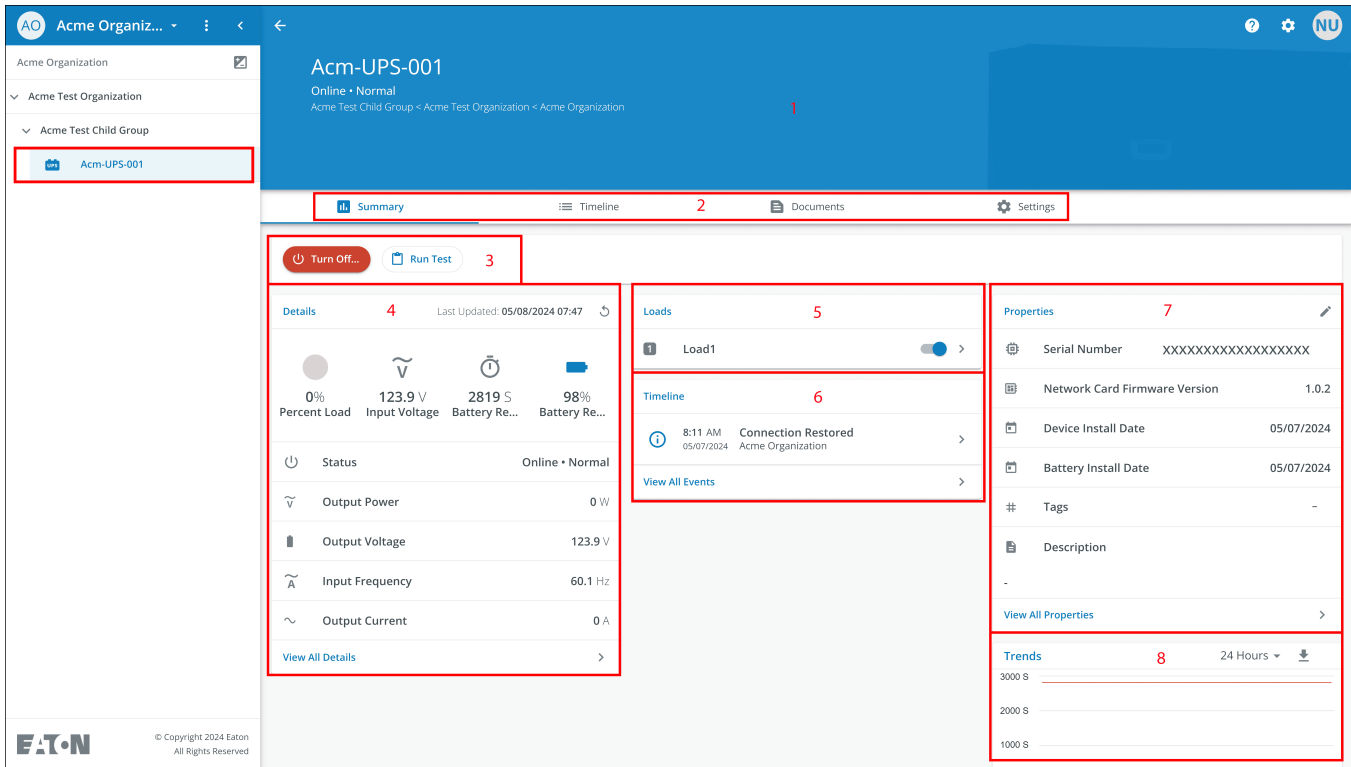 AO Acme Organiz...
NU
Acme Organization
Acme Test Organization
Acme Test Child Group
UPS Acm-UPS-001
EATON
© Copyright 2024 Eaton
All Rights Reserved
Acm-UPS-001
Online • Normal
Acme Test Child Group < Acme Test Organization < Acme Organization
1
Summary Timeline 2 Documents Settings
Turn Off... Run Test 3
Details 4 Last Updated: 05/08/2024 07:47
0% 123.9 V 2819 S 98%
Percent Load Input Voltage Battery Re... Battery Re...
Status Online • Normal
Output Power 0 W
Output Voltage 123.9 V
Input Frequency 60.1 Hz
Output Current 0 A
View All Details
Loads 5
1 Load1
Timeline 6
8:11 AM Connection Restored
05/07/2024 Acme Organization
View All Events
Properties 7
Serial Number XXXXXXXXXXXXXXXXXX
Network Card Firmware Version 1.0.2
Device Install Date 05/07/2024
Battery Install Date 05/07/2024
Tags –
Description
-
View All Properties
Trends 8 24 Hours
3000 S
2000 S
1000 S